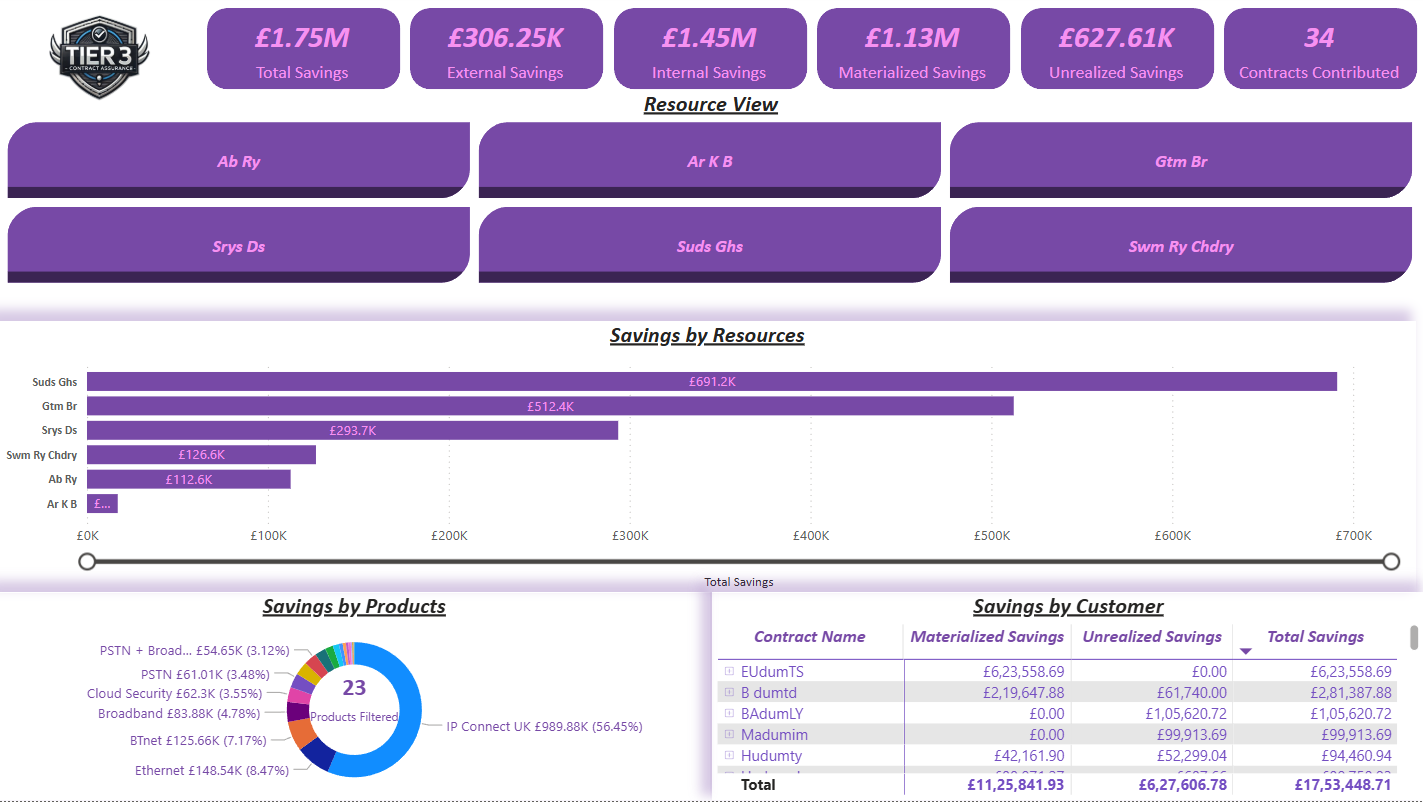 TIER 3
- CONTRACT ASSURANCE -
£1.75M
Total Savings
£306.25K
External Savings
£1.45M
Internal Savings
£1.13M
Materialized Savings
£627.61K
Unrealized Savings
34
Contracts Contributed
Resource View
Ab Ry
Ar K B
Gtm Br
Srys Ds
Suds Ghs
Swm Ry Chdry
Savings by Resources
Suds Ghs £691.2K
Gtm Br £512.4K
Srys Ds £293.7K
Swm Ry Chdry £126.6K
Ab Ry £112.6K
Ar K B £...
£0K £100K £200K £300K £400K £500K £600K £700K
Total Savings
Savings by Products
PSTN + Broad... £54.65K (3.12%)
PSTN £61.01K (3.48%)
Cloud Security £62.3K (3.55%)
Broadband £83.88K (4.78%)
BTnet £125.66K (7.17%)
Ethernet £148.54K (8.47%)
23
Products Filtered
IP Connect UK £989.88K (56.45%)
Savings by Customer
Contract Name Materialized Savings Unrealized Savings Total Savings
EUdumTS £6,23,558.69 £0.00 £6,23,558.69
B dumtd £2,19,647.88 £61,740.00 £2,81,387.88
BAdumLY £0.00 £1,05,620.72 £1,05,620.72
Madumim £0.00 £99,913.69 £99,913.69
Hudumty £42,161.90 £52,299.04 £94,460.94
Total £11,25,841.93 £6,27,606.78 £17,53,448.71